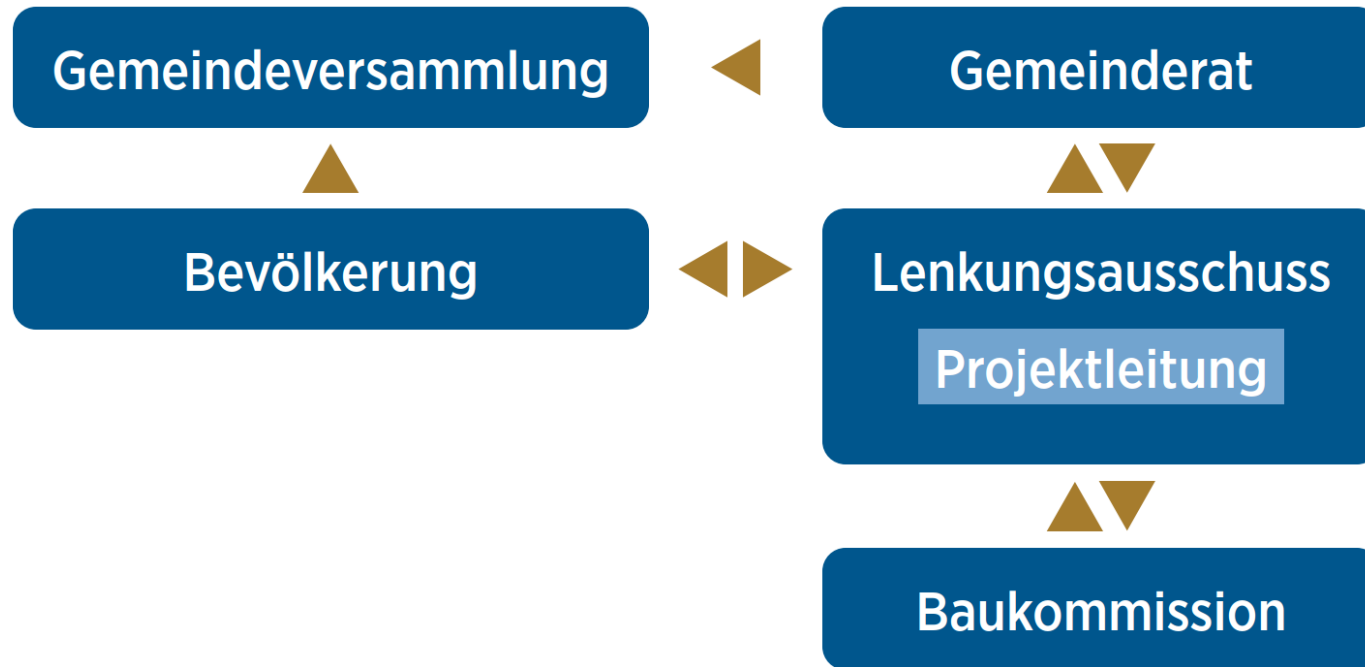 Gemeindeversammlung
Gemeinderat
Bevölkerung
Lenkungsausschuss
Projektleitung
Baukommission